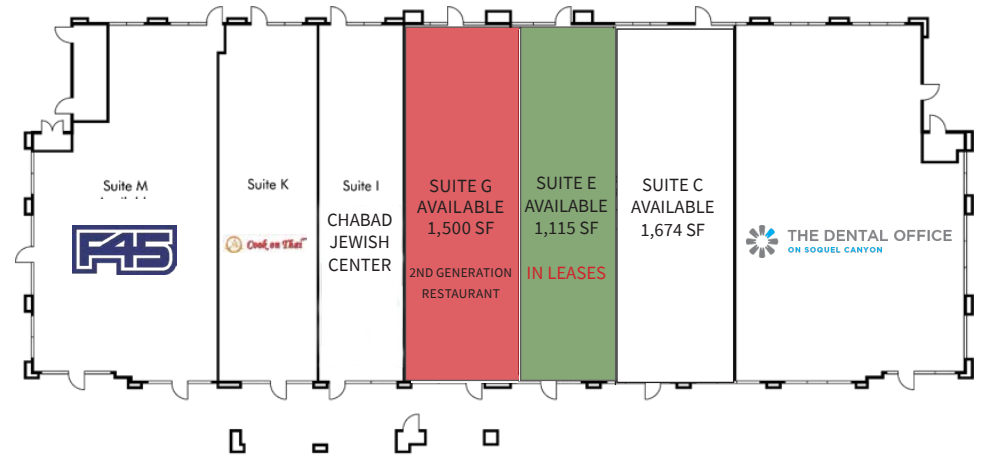 Suite M
F45
Suite K
Cook on Thai
Suite I
CHABAD
JEWISH
CENTER
SUITE G
AVAILABLE
1,500 SF
2ND GENERATION
RESTAURANT
SUITE E
AVAILABLE
1,115 SF
IN LEASES
SUITE C
AVAILABLE
1,674 SF
THE DENTAL OFFICE
ON SOQUEL CANYON